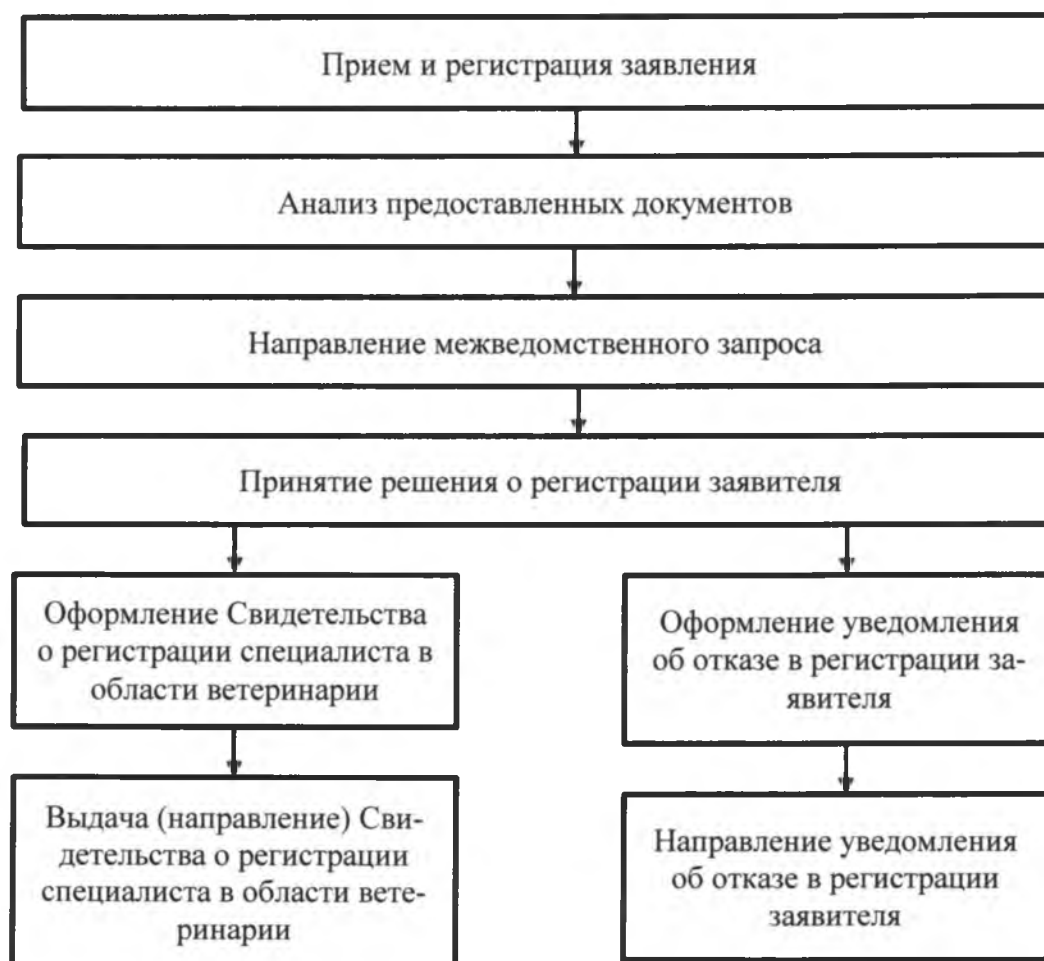 Прием и регистрация заявления
Анализ предоставленных документов
Направление межведомственного запроса
Принятие решения о регистрации заявителя
Оформление Свидетельства
о регистрации специалиста в
области ветеринарии
Оформление уведомления
об отказе в регистрации за-
явителя
Выдача (направление) Сви-
детельства о регистрации
специалиста в области вете-
ринарии
Направление уведомления
об отказе в регистрации
заявителя